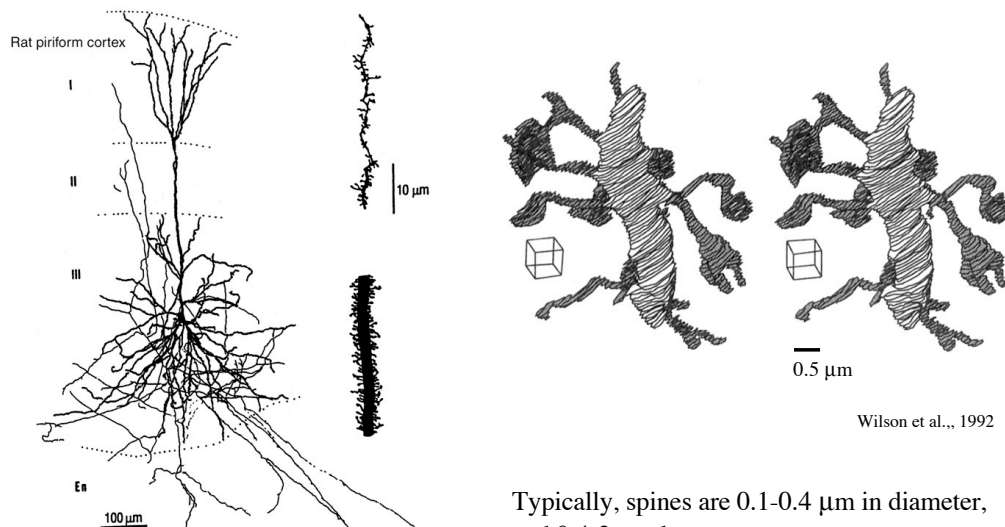 Rat piriform cortex
I
II
10 µm
III
0.5 µm
Wilson et al.,, 1992
En
100 µm
Typically, spines are 0.1-0.4 µm in diameter,